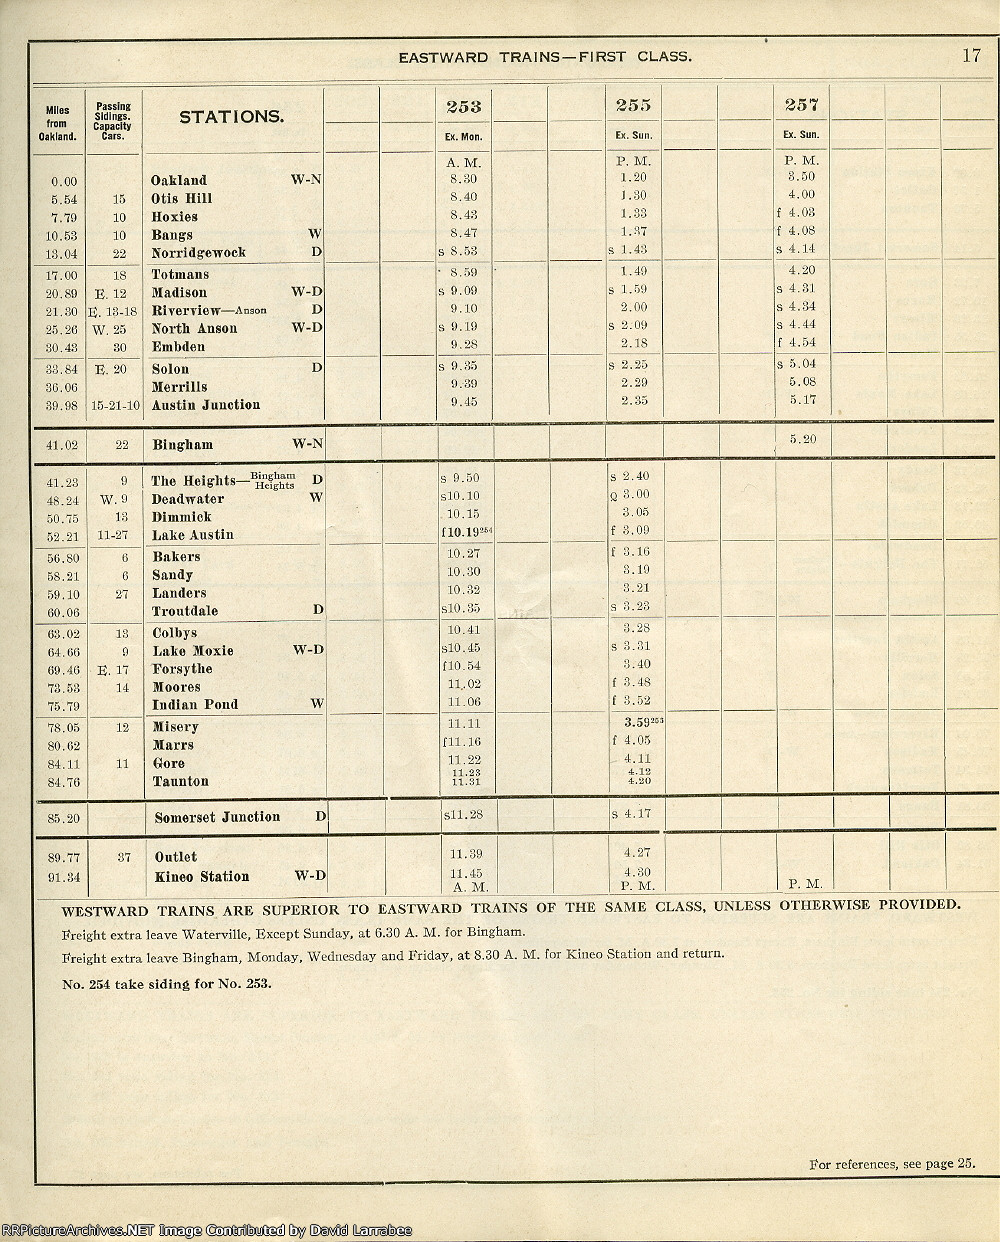 EASTWARD TRAINS—FIRST CLASS. 17
Miles from Oakland. Passing Sidings. Capacity Cars. STATIONS. 253 255 257
Ex. Mon. Ex. Sun. Ex. Sun.
A. M. P. M. P. M.
0.00 Oakland W-N 8.30 1.20 3.50
5.54 15 Otis Hill 8.40 1.30 4.00
7.79 10 Hoxies 8.43 1.33 f 4.03
10.53 10 Bangs W 8.47 1.37 f 4.08
13.04 22 Norridgewock D s 8.53 s 1.43 s 4.14
17.00 18 Totmans 8.59 1.49 4.20
20.89 E. 12 Madison W-D s 9.09 s 1.59 s 4.31
21.30 E. 13-18 Riverview—Anson D 9.10 2.00 s 4.34
25.26 W. 25 North Anson W-D s 9.19 s 2.09 s 4.44
30.43 30 Embden 9.28 2.18 f 4.54
33.84 E. 20 Solon D s 9.35 s 2.25 s 5.04
36.06 Merrills 9.39 2.29 5.08
39.98 15-21-10 Austin Junction 9.45 2.35 5.17
41.02 22 Bingham W-N 5.20
41.23 9 The Heights—Bingham Heights D s 9.50 s 2.40
48.24 W. 9 Deadwater W s10.10 Q 3.00
50.75 13 Dimmick 10.15 3.05
52.21 11-27 Lake Austin f10.19²⁵⁴ f 3.09
56.80 6 Bakers 10.27 f 3.16
58.21 6 Sandy 10.30 3.19
59.10 27 Landers 10.32 3.21
60.06 Troutdale D s10.35 s 3.23
63.02 13 Colbys 10.41 3.28
64.66 9 Lake Moxie W-D s10.45 s 3.31
69.46 E. 17 Forsythe f10.54 3.40
73.53 14 Moores 11.02 f 3.48
75.79 Indian Pond W 11.06 f 3.52
78.05 12 Misery 11.11 3.59²⁵³
80.62 Marrs f11.16 f 4.05
84.11 11 Gore 11.22 4.11
84.76 Taunton 11.23 11.31 4.12 4.20
85.20 Somerset Junction D s11.28 s 4.17
89.77 37 Outlet 11.39 4.27
91.34 Kineo Station W-D 11.45 4.30
A. M. P. M. P. M.
WESTWARD TRAINS ARE SUPERIOR TO EASTWARD TRAINS OF THE SAME CLASS, UNLESS OTHERWISE PROVIDED.
Freight extra leave Waterville, Except Sunday, at 6.30 A. M. for Bingham.
Freight extra leave Bingham, Monday, Wednesday and Friday, at 8.30 A. M. for Kineo Station and return.
No. 254 take siding for No. 253.
For references, see page 25.
RRPictureArchives.NET Image Contributed by David Larrabee